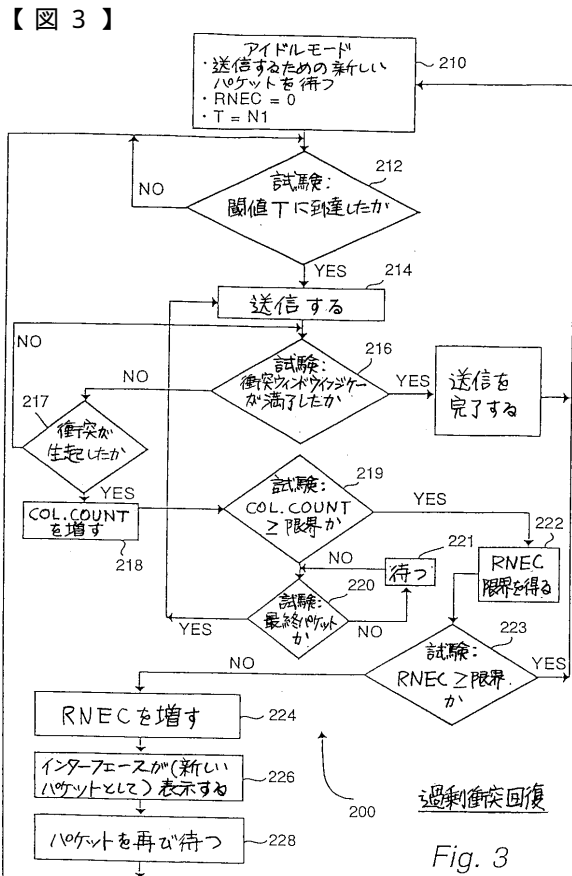 【図3】
アイドルモード
・送信するための新しい
パケットを待つ
・RNEC = 0
・T = N1
210
212
試験:
閾値Tに到達したか
NO
YES
214
送信する
NO
216
試験:
衝突ウィンドウインジケー
が満了したか
NO
YES
送信を
完了する
217
衝突が
生起したか
YES
COL.COUNT
を増す
218
219
試験:
COL.COUNT
≥限界か
YES
NO
221
待つ
222
RNEC
限界を得る
220
試験:
最終パケット
か
YES
NO
223
試験:
RNEC≥限界
か
NO
YES
RNECを増す
224
インターフェースが(新しい
パケットとして)表示する
226
パケットを再び待つ
228
200
過剰衝突回復
Fig. 3